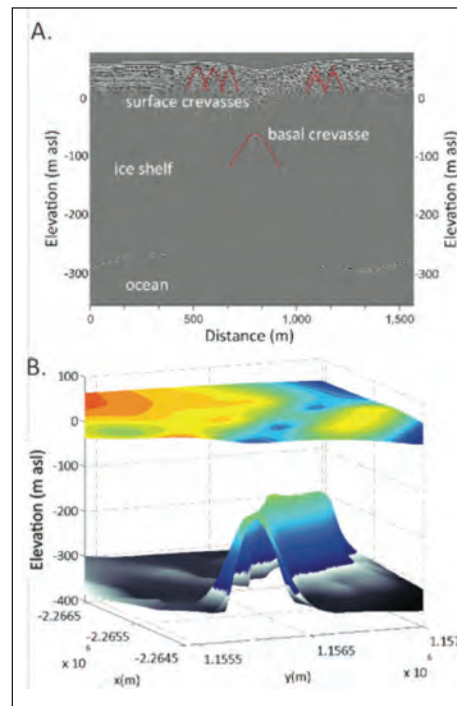 A.
surface crevasses
basal crevasse
ice shelf
ocean
Elevation (m asl)
0
-100
-200
-300
Elevation (m asl)
0
-100
-200
-300
0
500
1,000
1,500
Distance (m)
B.
Elevation (m asl)
100
0
-100
-200
-300
-400
-2.2665
-2.2655
-2.2645
x 10
6
x(m)
1.1555
1.1565
1.157
x 10
6
y(m)